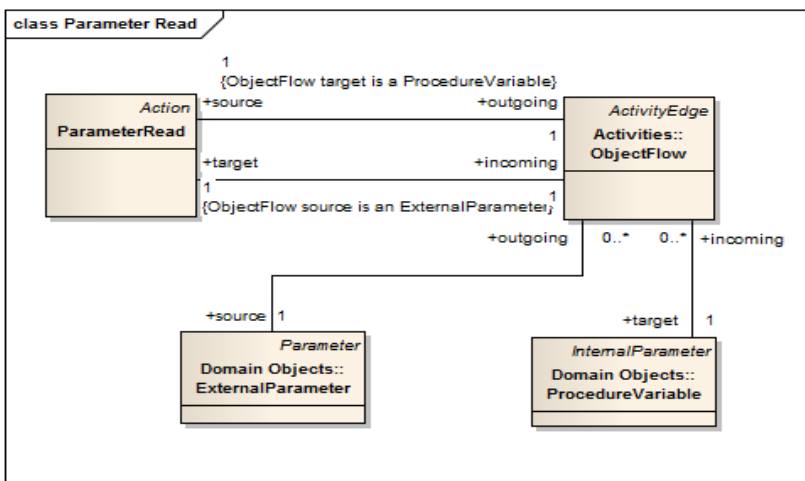 class Parameter Read
1
{ObjectFlow target is a ProcedureVariable}
+source
+outgoing
Action
ParameterRead
ActivityEdge
Activities::
ObjectFlow
1
+target
+incoming
1
1
{ObjectFlow source is an ExternalParameter}
+outgoing
0..*
0..*
+incoming
+source
1
+target
1
Parameter
Domain Objects::
ExternalParameter
InternalParameter
Domain Objects::
ProcedureVariable